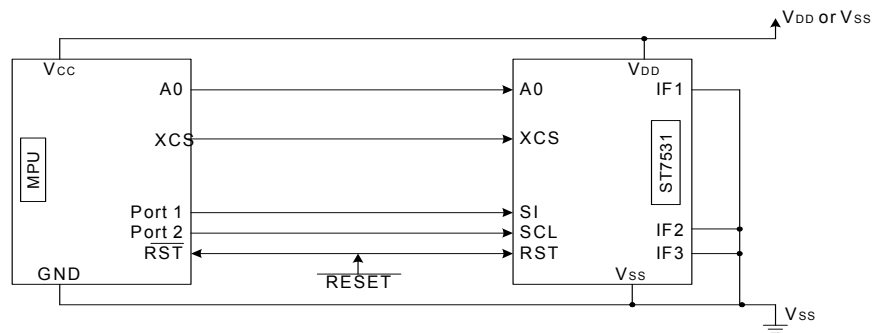 VDD or VSS
VCC
VDD
A0
A0
IF1
XCS
XCS
MPU
ST7531
Port 1
SI
Port 2
SCL
IF2
RST
RST
IF3
GND
RESET
VSS
VSS